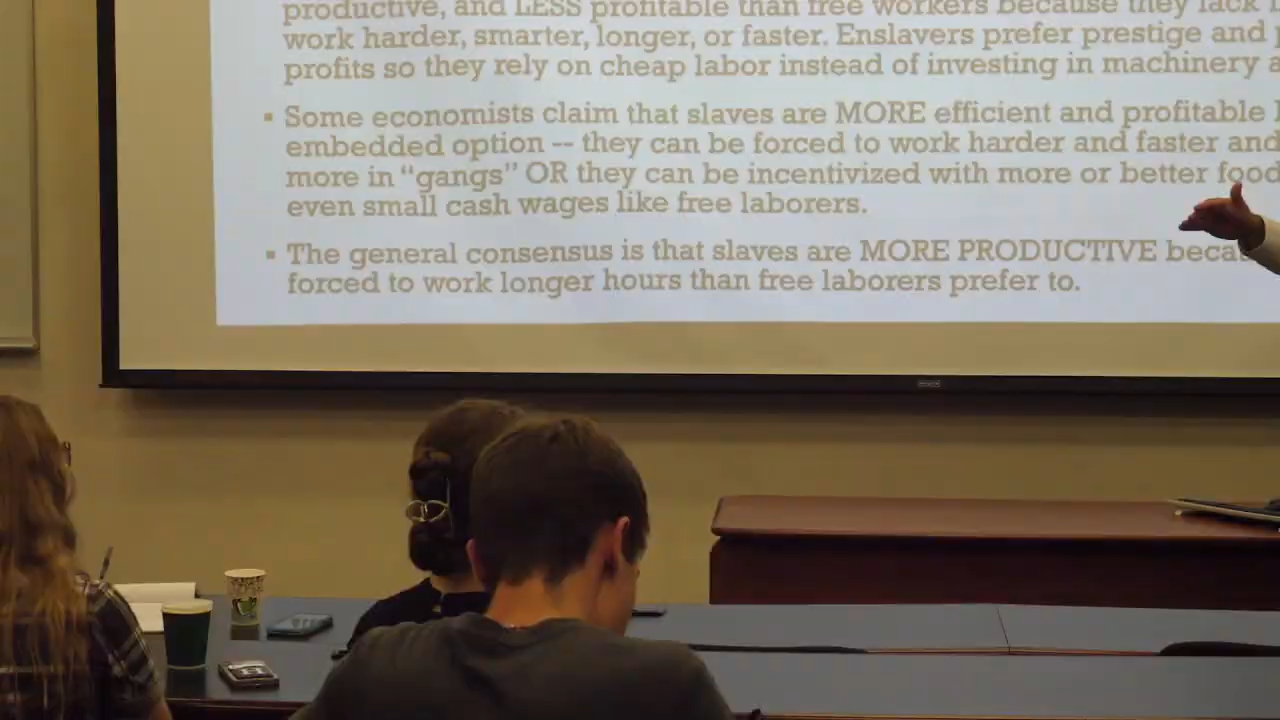 productive, and LESS profitable than free workers because they lack
work harder, smarter, longer, or faster. Enslavers prefer prestige and
profits so they rely on cheap labor instead of investing in machinery
▪ Some economists claim that slaves are MORE efficient and profitable
embedded option -- they can be forced to work harder and faster and
more in "gangs" OR they can be incentivized with more or better food
even small cash wages like free laborers.
▪ The general consensus is that slaves are MORE PRODUCTIVE
forced to work longer hours than free laborers prefer to.